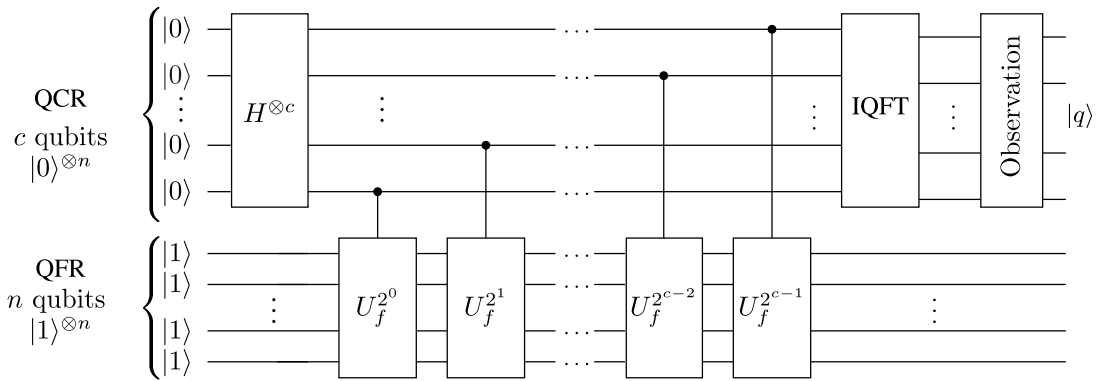 QCR
c qubits
|0⟩^{⊗n}
|0⟩
|0⟩
⋮
|0⟩
|0⟩
H^{⊗c}
⋮
···
···
···
···
⋮
IQFT
⋮
Observation
|q⟩
QFR
n qubits
|1⟩^{⊗n}
|1⟩
|1⟩
⋮
|1⟩
|1⟩
U_f^{2^0}
U_f^{2^1}
···
···
···
···
U_f^{2^{c-2}}
U_f^{2^{c-1}}
⋮